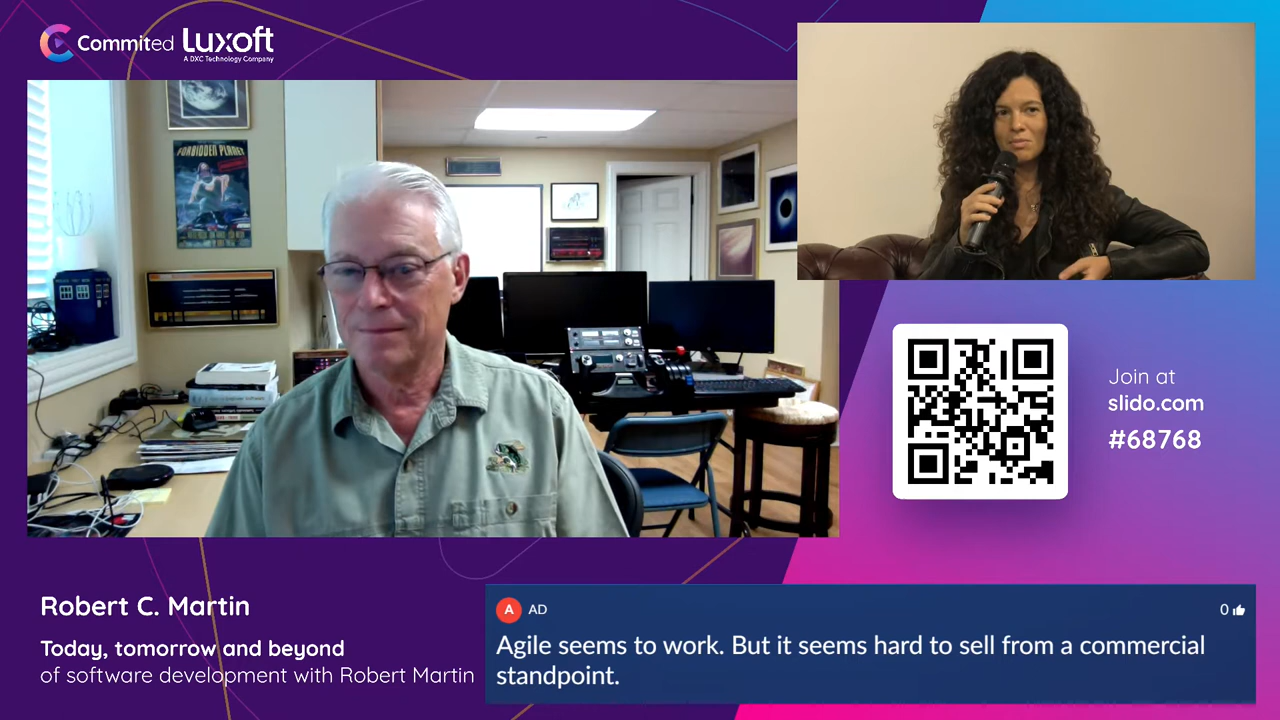 Commited Luxoft
A DXC Technology Company
FORBIDDEN PLANET
Join at
slido.com
#68768
Robert C. Martin
Today, tomorrow and beyond
of software development with Robert Martin
A AD 0
Agile seems to work. But it seems hard to sell from a commercial
standpoint.